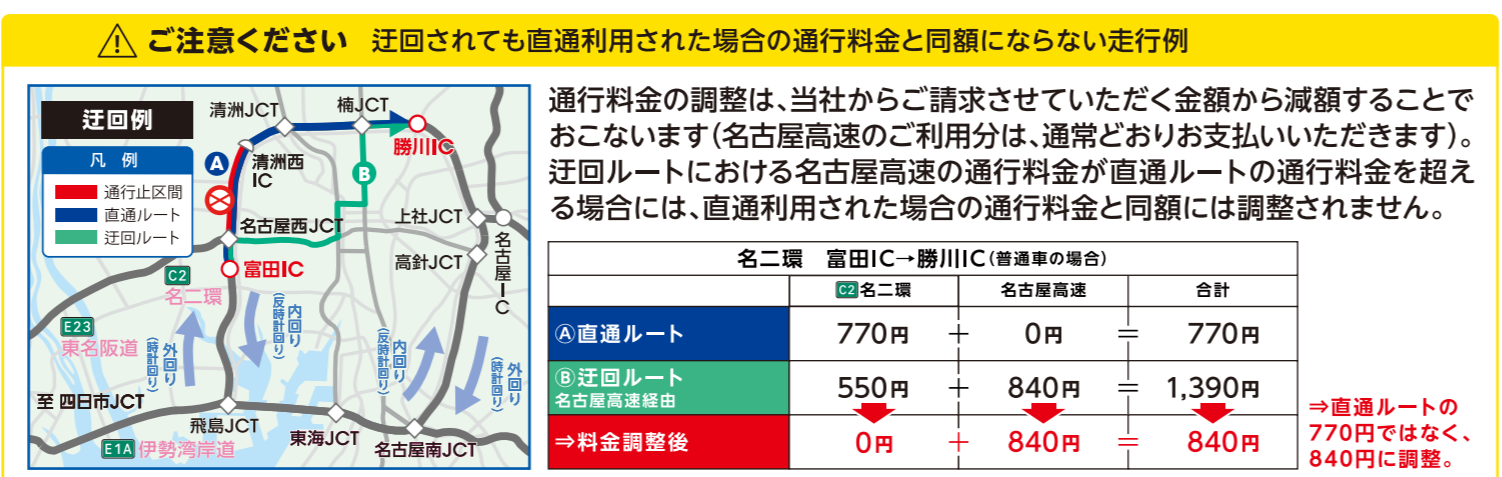 ご注意ください 迂回されても直通利用された場合の通行料金と同額にならない走行例
迂回例
凡 例
通行止区間
直通ルート
迂回ルート
清洲JCT
楠JCT
勝川IC
A
清洲西
IC
B
名古屋西JCT
上社JCT
名古屋IC
高針JCT
富田IC
C2
名二環
E23
東名阪道
外回り
(時計回り)
内回り
(反時計回り)
内回り
(反時計回り)
外回り
(時計回り)
至 四日市JCT
飛島JCT
東海JCT
名古屋南JCT
E1A 伊勢湾岸道
通行料金の調整は、当社からご請求させていただく金額から減額することで
おこないます(名古屋高速のご利用分は、通常どおりお支払いいただきます)。
迂回ルートにおける名古屋高速の通行料金が直通ルートの通行料金を超え
る場合には、直通利用された場合の通行料金と同額には調整されません。
名二環 富田IC→勝川IC(普通車の場合)
C2名二環 名古屋高速 合計
Ⓐ直通ルート 770円 + 0円 = 770円
Ⓑ迂回ルート
名古屋高速経由 550円 + 840円 = 1,390円
⇒料金調整後 0円 + 840円 = 840円
⇒直通ルートの
770円ではなく、
840円に調整。